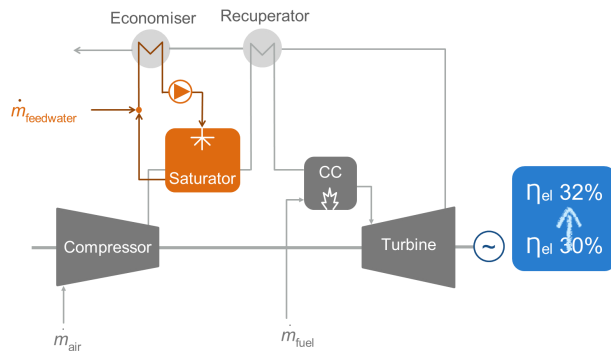 Economiser
Recuperator
ṁfeedwater
Saturator
CC
Compressor
Turbine
~
ηel 32%
ηel 30%
ṁair
ṁfuel